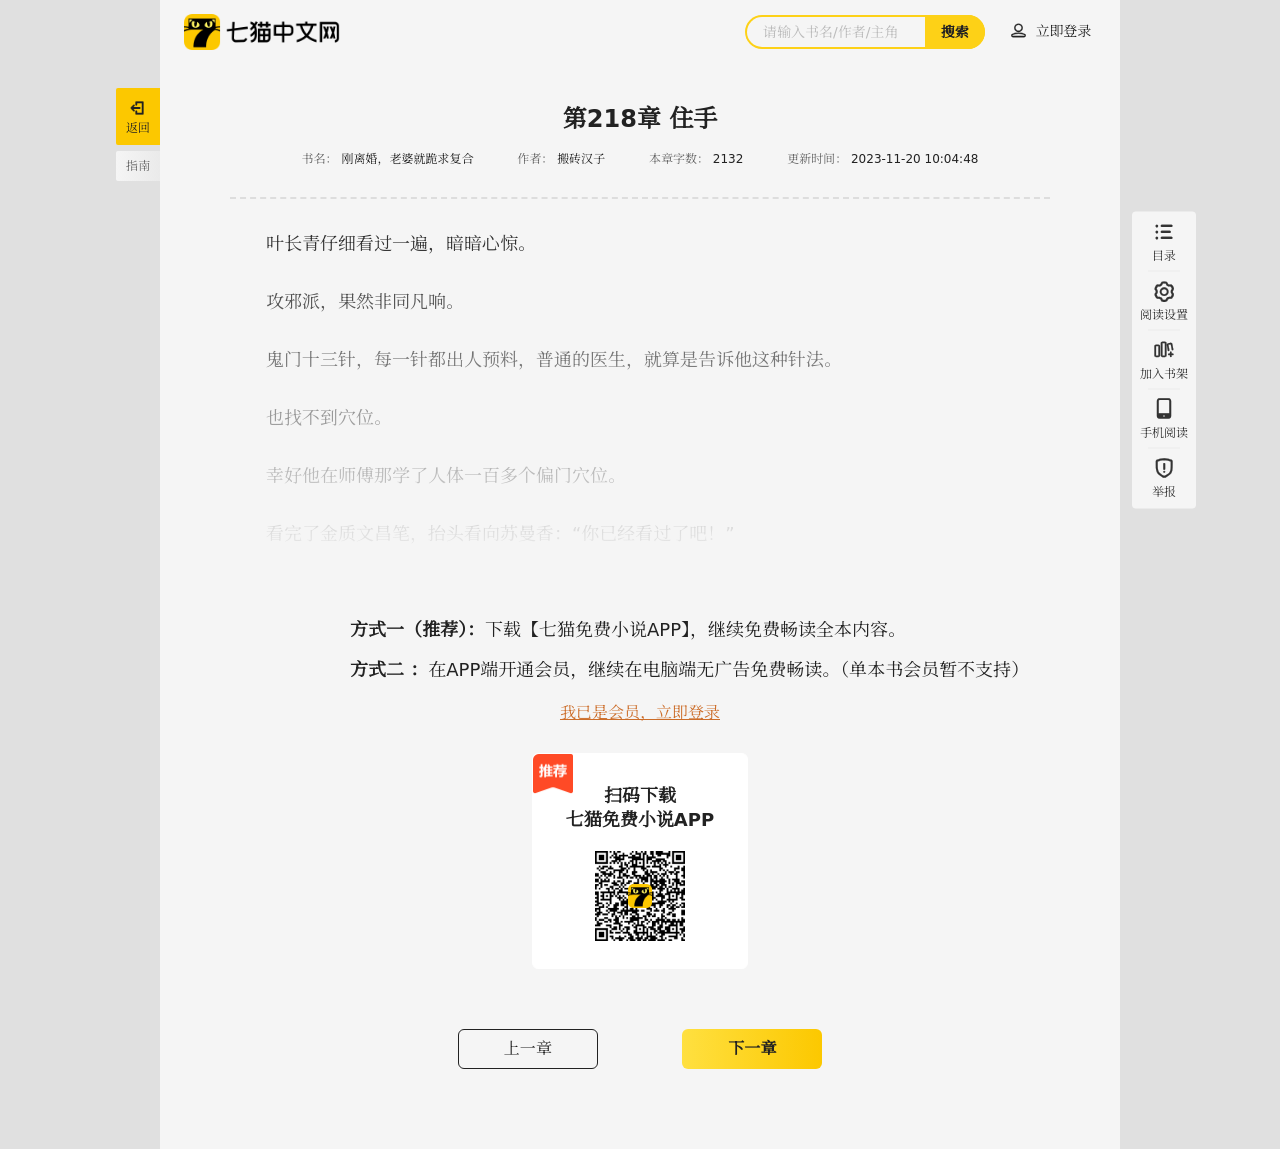 七猫中文网
请输入书名/作者/主角
搜索
立即登录
返回
指南
第218章 住手
书名： 刚离婚，老婆就跪求复合 作者： 搬砖汉子 本章字数： 2132 更新时间： 2023-11-20 10:04:48
叶长青仔细看过一遍，暗暗心惊。
攻邪派，果然非同凡响。
鬼门十三针，每一针都出人预料，普通的医生，就算是告诉他这种针法。
也找不到穴位。
幸好他在师傅那学了人体一百多个偏门穴位。
看完了金质文昌笔，抬头看向苏曼香：“你已经看过了吧！”
目录
阅读设置
加入书架
手机阅读
举报
方式一（推荐）：下载【七猫免费小说APP】，继续免费畅读全本内容。
方式二 ：在APP端开通会员，继续在电脑端无广告免费畅读。（单本书会员暂不支持）
我已是会员，立即登录
推荐
扫码下载
七猫免费小说APP
上一章
下一章